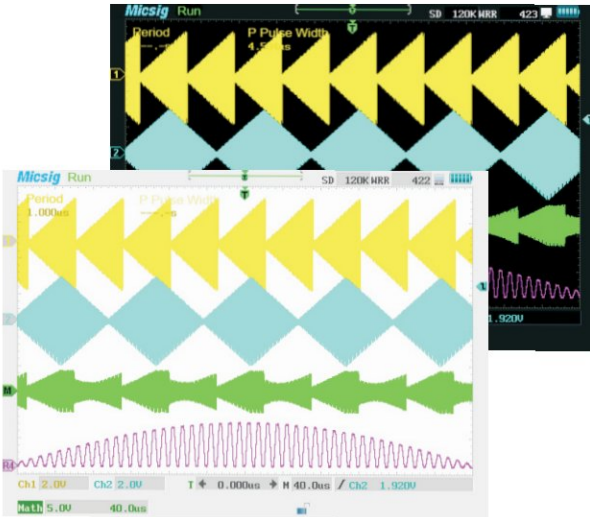 Micsig Run SD 120K WRR 423
Period P Pulse Width
T
1
2
1.920V
Micsig Run SD 120K WRR 422
Period P Pulse Width
1.000us ---.-s
T
M
R4
Ch1 2.0V Ch2 2.0V T 0.000us M 40.0us Ch2 1.920V
Math 5.0V 40.0us